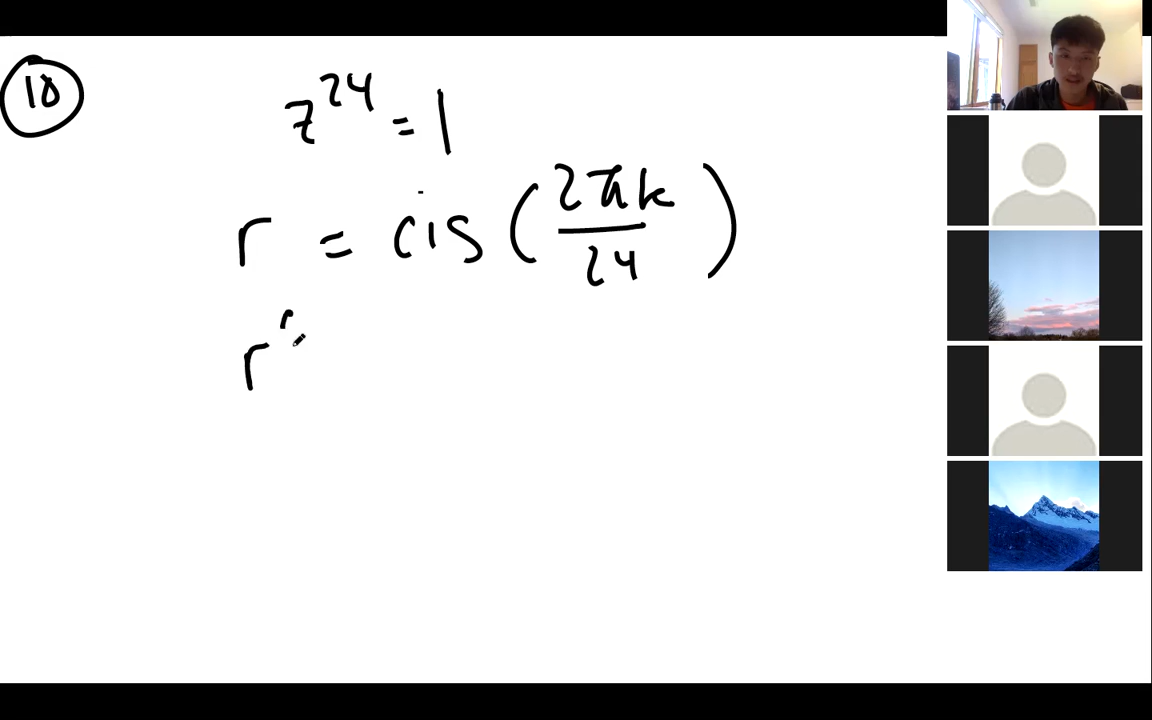 10
z^24 = 1
r = cis(2πk/24)
r